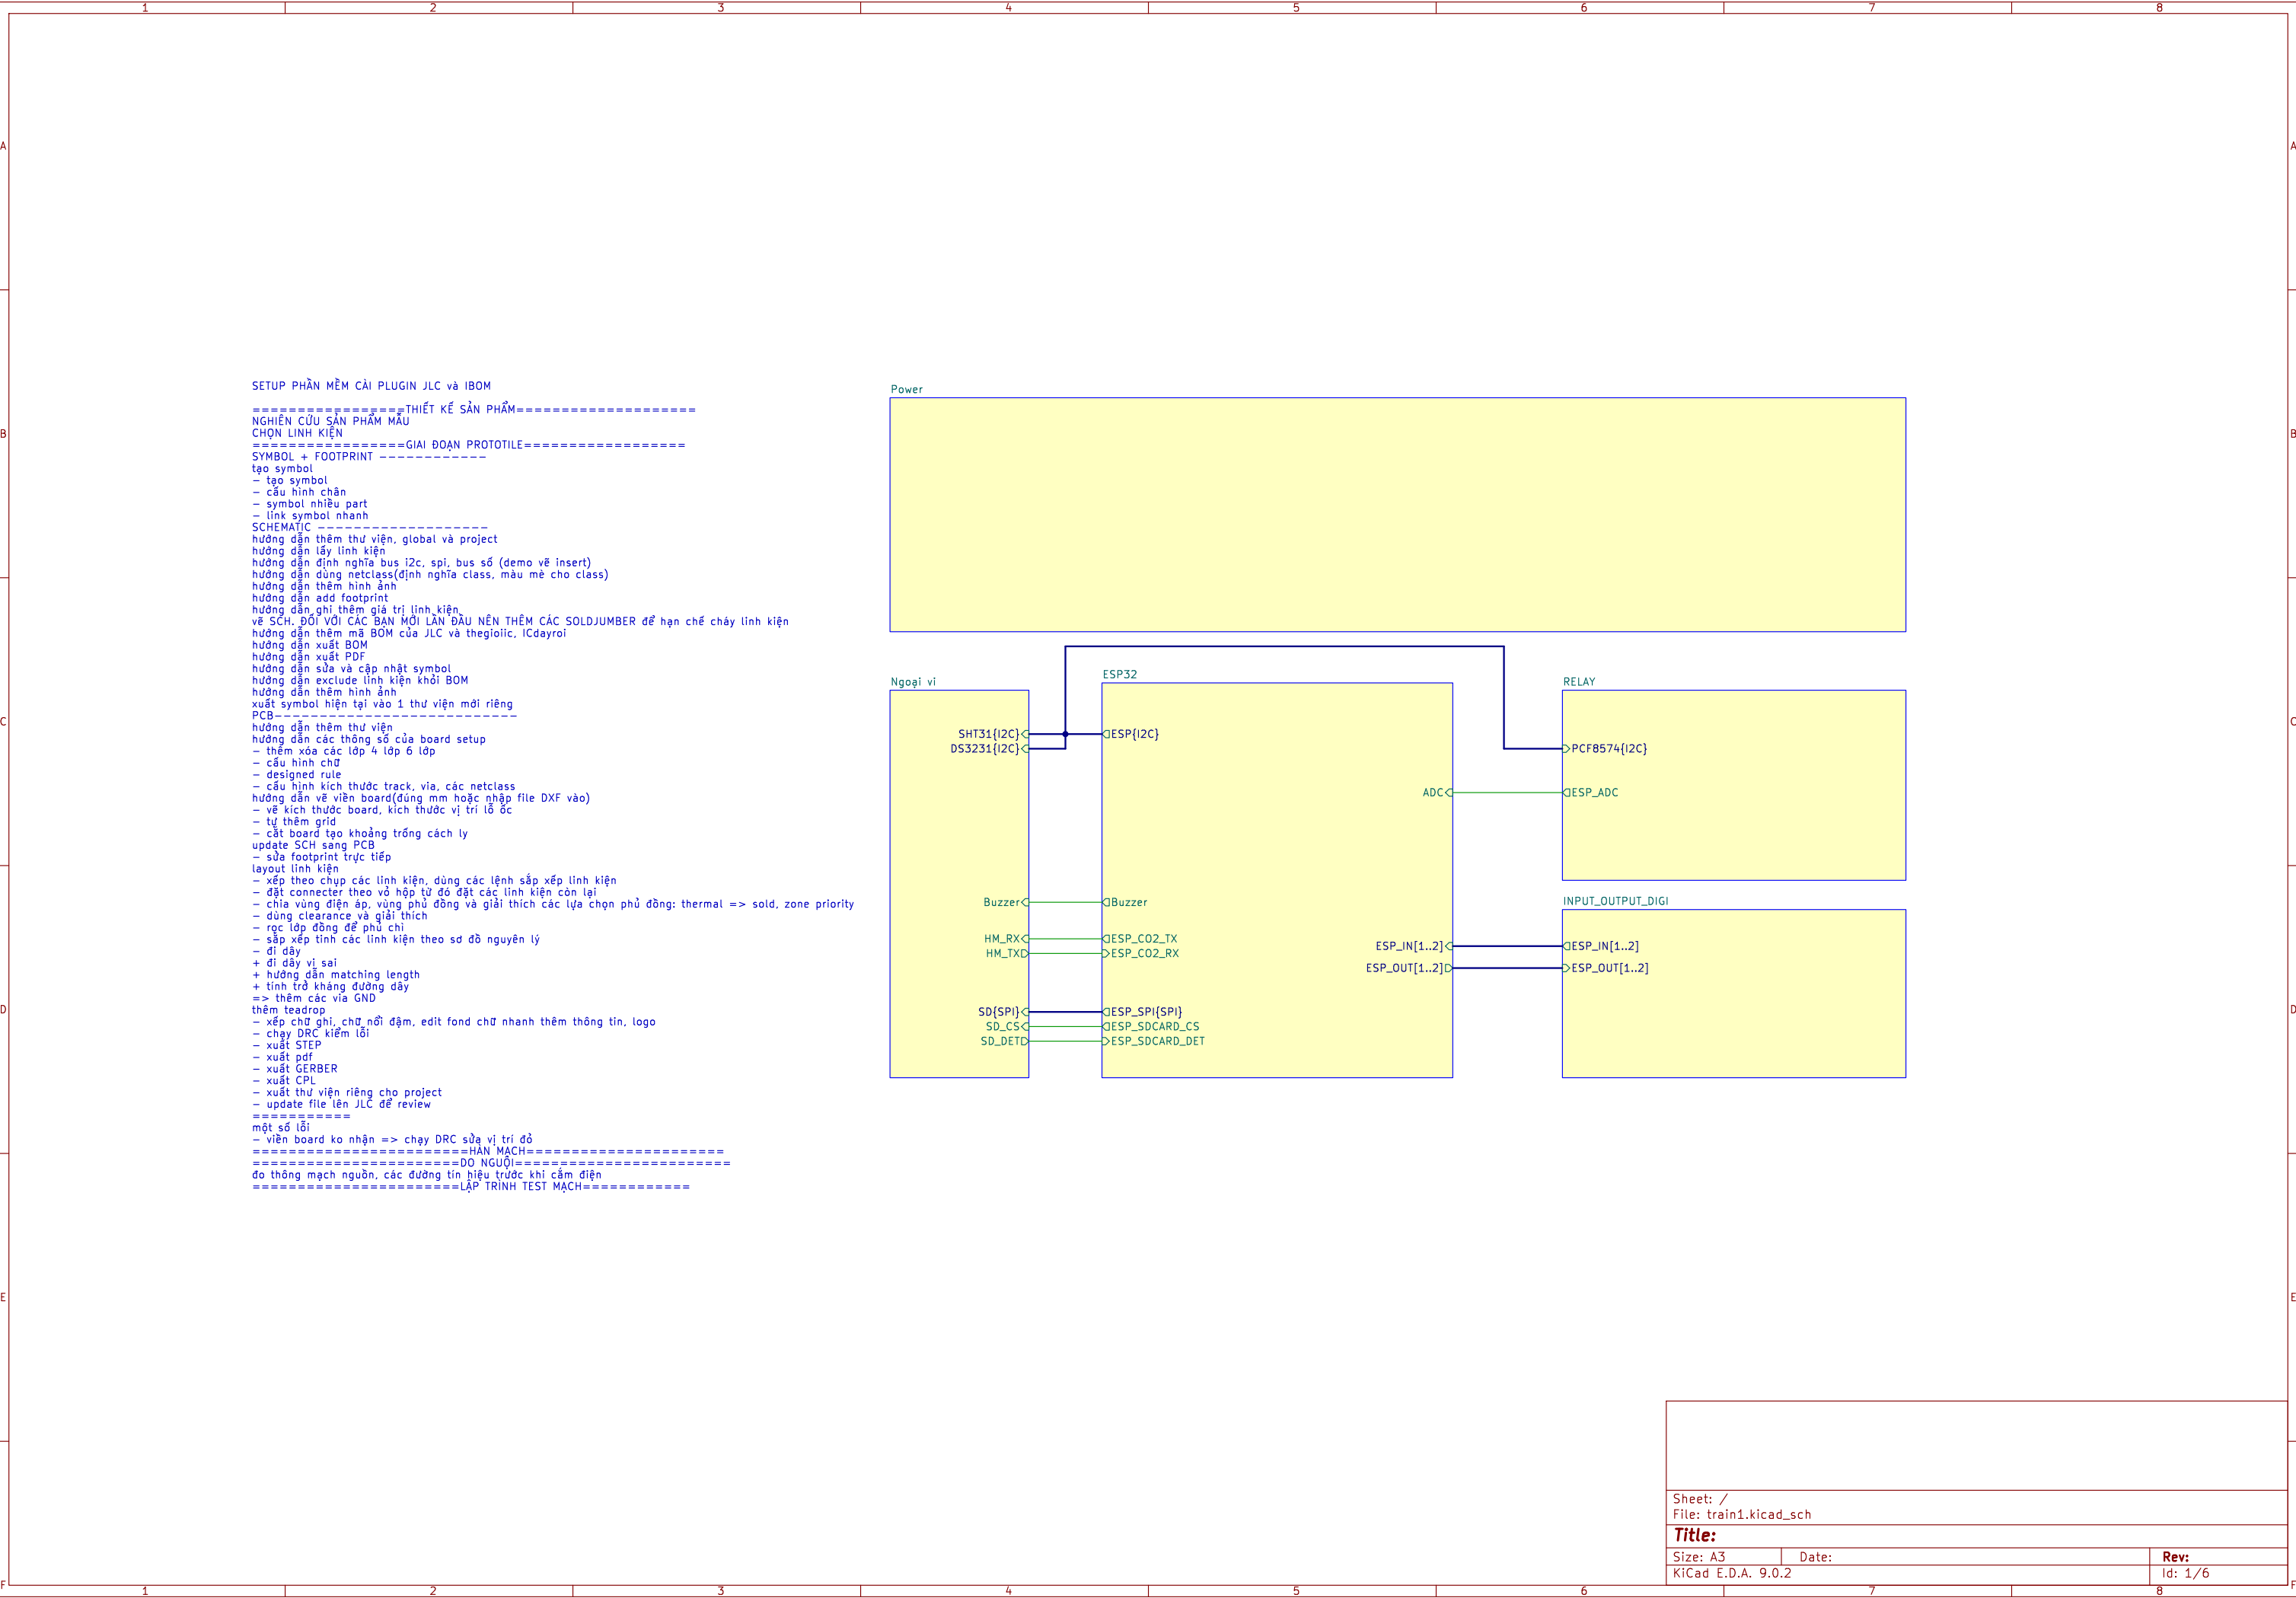 1 2 3 4 5 6 7 8
A A
B B
C C
D D
E E
F F
SETUP PHẦN MỀM CÀI PLUGIN JLC và IBOM
=================THIẾT KẾ SẢN PHẨM====================
NGHIÊN CỨU SẢN PHẨM MẪU
CHỌN LINH KIỆN
=================GIAI ĐOẠN PROTOTILE==================
SYMBOL + FOOTPRINT ------------
tạo symbol
- tạo symbol
- cấu hình chân
- symbol nhiều part
- link symbol nhanh
SCHEMATIC -------------------
hướng dẫn thêm thư viện, global và project
hướng dẫn lấy linh kiện
hướng dẫn định nghĩa bus i2c, spi, bus số (demo vẽ insert)
hướng dẫn dùng netclass(định nghĩa class, màu mè cho class)
hướng dẫn thêm hình ảnh
hướng dẫn add footprint
hướng dẫn ghi thêm giá trị linh kiện
vẽ SCH. ĐỐI VỚI CÁC BẠN MỚI LẦN ĐẦU NÊN THÊM CÁC SOLDJUMBER để hạn chế cháy linh kiện
hướng dẫn thêm mã BOM của JLC và thegioiic, ICdayroi
hướng dẫn xuất BOM
hướng dẫn xuất PDF
hướng dẫn sửa và cập nhật symbol
hướng dẫn exclude linh kiện khỏi BOM
hướng dẫn thêm hình ảnh
xuất symbol hiện tại vào 1 thư viện mới riêng
PCB---------------------------
hướng dẫn thêm thư viện
hướng dẫn các thông số của board setup
- thêm xóa các lớp 4 lớp 6 lớp
- cấu hình chữ
- designed rule
- cấu hình kích thước track, via, các netclass
hướng dẫn vẽ viền board(đúng mm hoặc nhập file DXF vào)
- vẽ kích thước board, kích thước vị trí lỗ ốc
- tự thêm grid
- cắt board tạo khoảng trống cách ly
update SCH sang PCB
- sửa footprint trực tiếp
layout linh kiện
- xếp theo chụp các linh kiện, dùng các lệnh sắp xếp linh kiện
- đặt connecter theo vỏ hộp từ đó đặt các linh kiện còn lại
- chia vùng điện áp, vùng phủ đồng và giải thích các lựa chọn phủ đồng: thermal => sold, zone priority
- dùng clearance và giải thích
- rọc lớp đồng để phủ chì
- sắp xếp tinh các linh kiện theo sơ đồ nguyên lý
- đi dây
+ đi dây vi sai
+ hướng dẫn matching length
+ tính trở kháng đường dây
=> thêm các via GND
thêm teadrop
- xếp chữ ghi, chữ nổi đậm, edit fond chữ nhanh thêm thông tin, logo
- chạy DRC kiểm lỗi
- xuất STEP
- xuất pdf
- xuất GERBER
- xuất CPL
- xuất thư viện riêng cho project
- update file lên JLC để review
===========
một số lỗi
- viền board ko nhận => chạy DRC sửa vị trí đỏ
========================HÀN MẠCH======================
=======================DO NGUỘI========================
đo thông mạch nguồn, các đường tín hiệu trước khi cắm điện
=======================LẬP TRÌNH TEST MẠCH============
Power
Ngoại vi
SHT31{I2C}
DS3231{I2C}
Buzzer
HM_RX
HM_TX
SD{SPI}
SD_CS
SD_DET
ESP32
ESP{I2C}
ADC
Buzzer
ESP_CO2_TX
ESP_CO2_RX
ESP_IN[1..2]
ESP_OUT[1..2]
ESP_SPI{SPI}
ESP_SDCARD_CS
ESP_SDCARD_DET
RELAY
PCF8574{I2C}
ESP_ADC
INPUT_OUTPUT_DIGI
ESP_IN[1..2]
ESP_OUT[1..2]
Sheet: /
File: train1.kicad_sch
Title:
Size: A3 Date: Rev:
KiCad E.D.A. 9.0.2 Id: 1/6
1 2 3 4 5 6 7 8